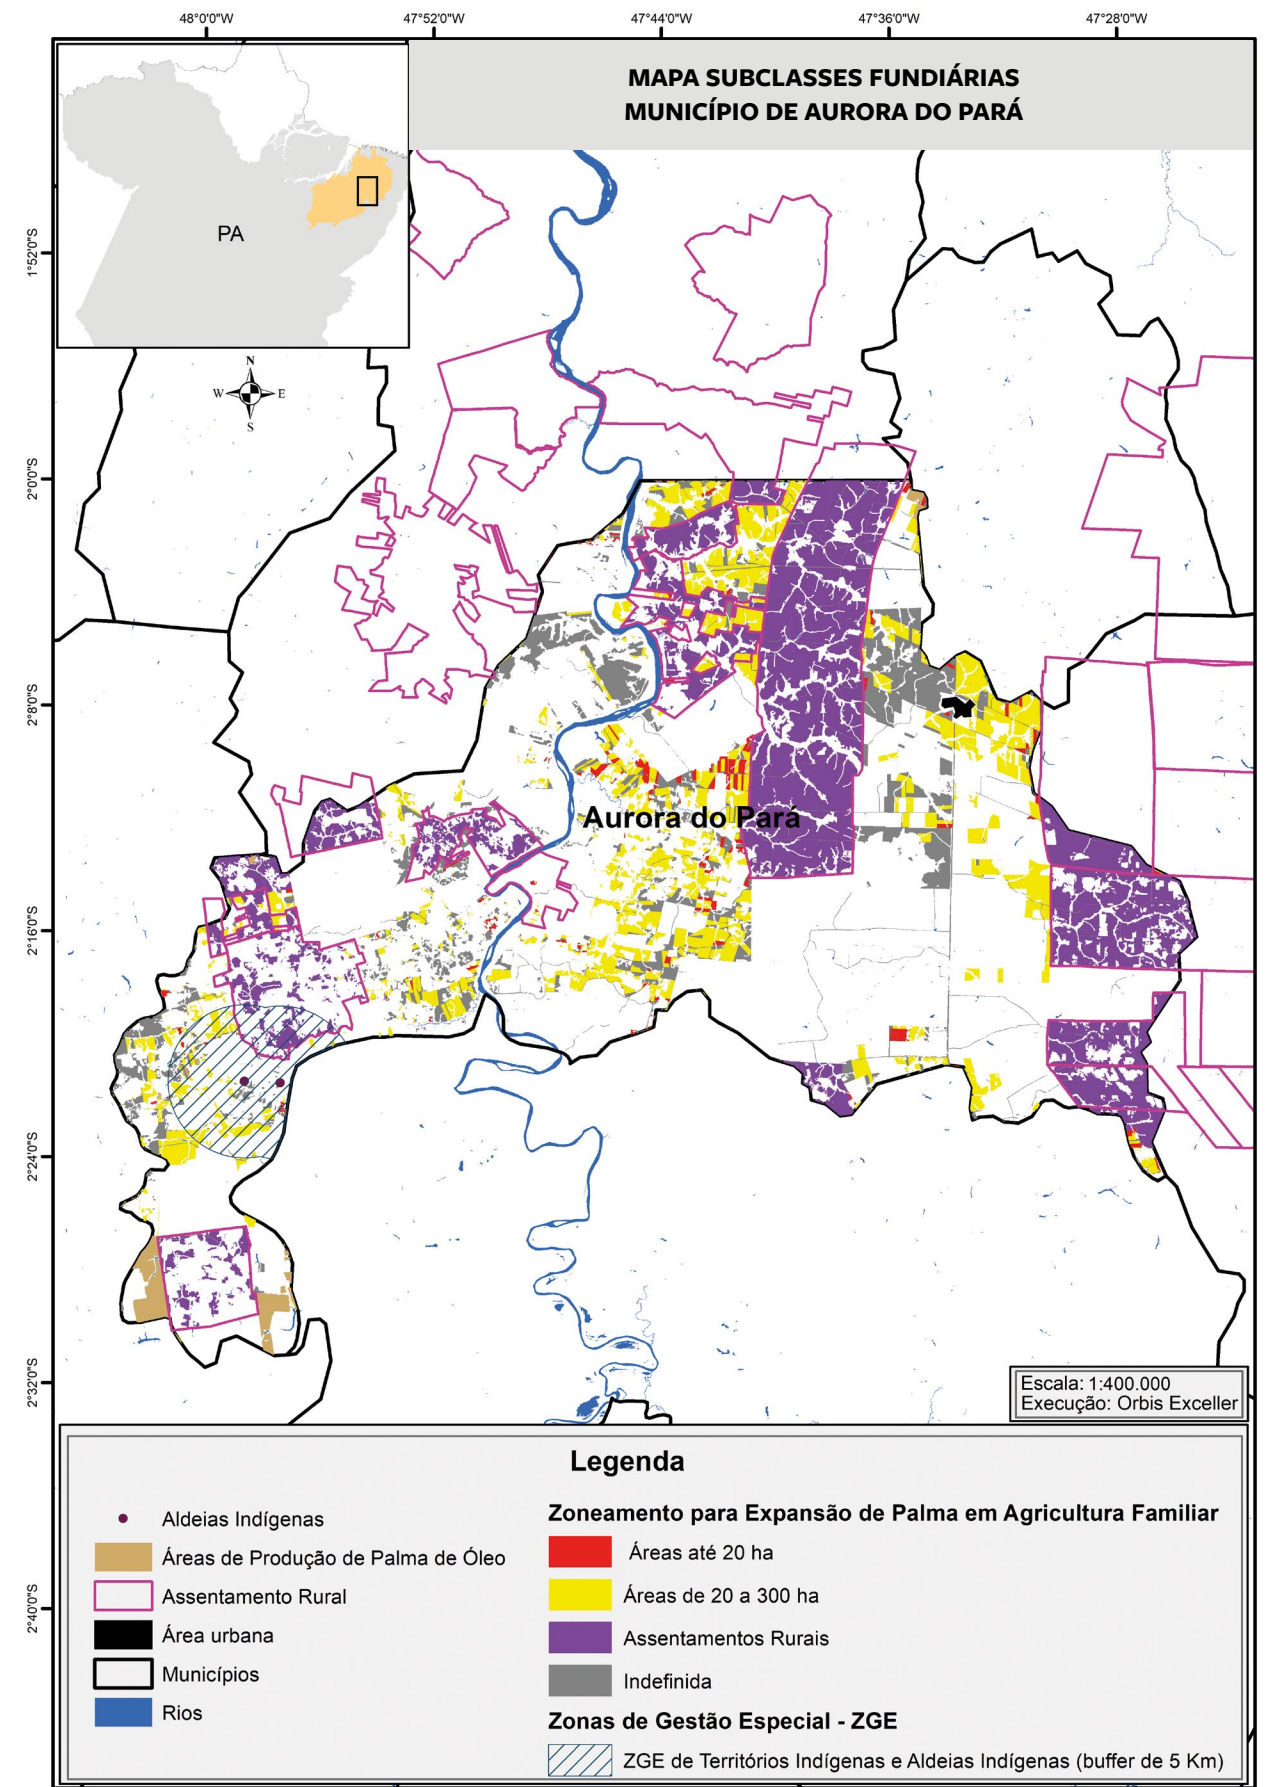 48°0'0"W 47°52'0"W 47°44'0"W 47°36'0"W 47°28'0"W
MAPA SUBCLASSES FUNDIÁRIAS
MUNICÍPIO DE AURORA DO PARÁ
PA
1°52'0"S
N
W E
S
2°0'0"S
2°8'0"S
Aurora do Pará
2°16'0"S
2°24'0"S
2°32'0"S
Escala: 1:400.000
Execução: Orbis Exceller
Legenda
Aldeias Indígenas
Áreas de Produção de Palma de Óleo
Assentamento Rural
Área urbana
Municípios
Rios
2°40'0"S
Zoneamento para Expansão de Palma em Agricultura Familiar
Áreas até 20 ha
Áreas de 20 a 300 ha
Assentamentos Rurais
Indefinida
Zonas de Gestão Especial - ZGE
ZGE de Territórios Indígenas e Aldeias Indígenas (buffer de 5 Km)